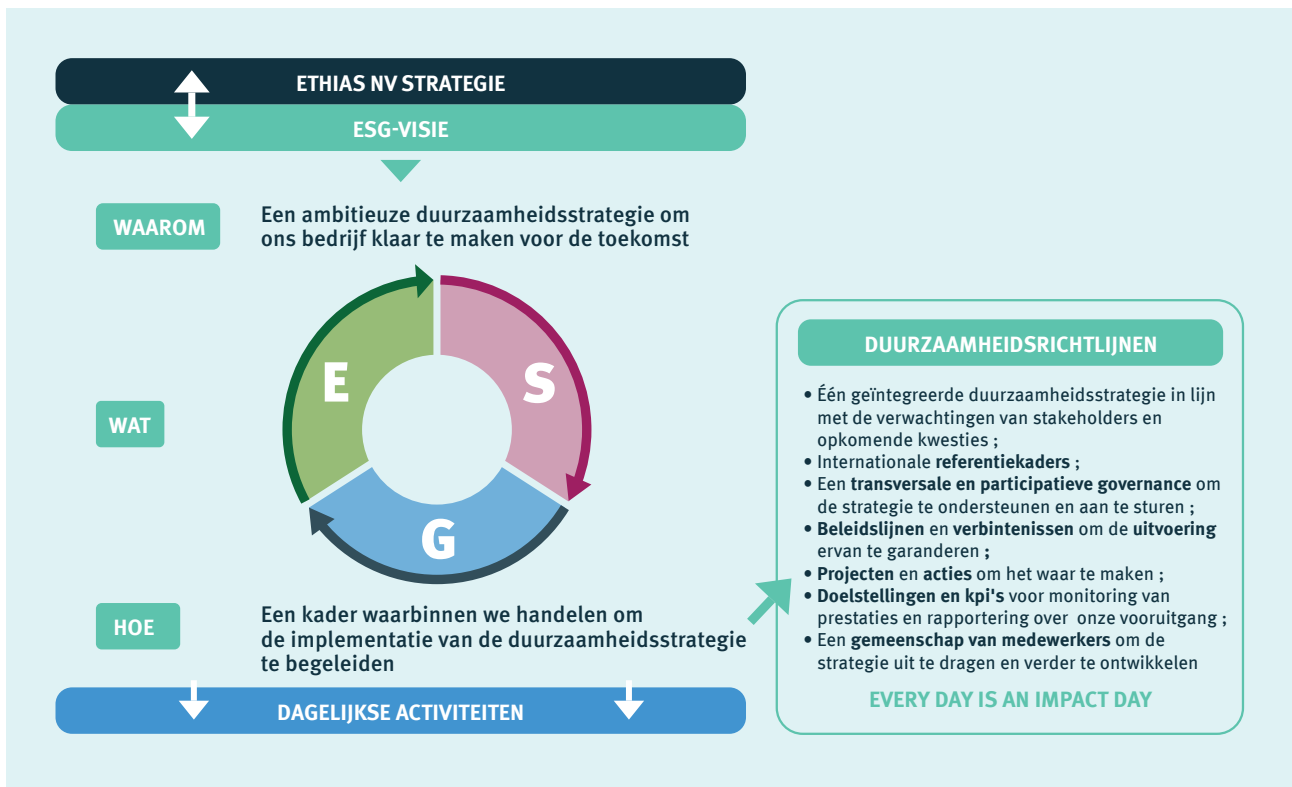 ETHIAS NV STRATEGIE
ESG-VISIE
WAAROM
Een ambitieuze duurzaamheidsstrategie om
ons bedrijf klaar te maken voor de toekomst
E
S
G
WAT
HOE
Een kader waarbinnen we handelen om
de implementatie van de duurzaamheidsstrategie
te begeleiden
DAGELIJKSE ACTIVITEITEN
DUURZAAMHEIDSRICHTLIJNEN
• Één geïntegreerde duurzaamheidsstrategie in lijn
met de verwachtingen van stakeholders en
opkomende kwesties ;
• Internationale referentiekaders ;
• Een transversale en participatieve governance om
de strategie te ondersteunen en aan te sturen ;
• Beleidslijnen en verbintenissen om de uitvoering
ervan te garanderen ;
• Projecten en acties om het waar te maken ;
• Doelstellingen en kpi's voor monitoring van
prestaties en rapportering over onze vooruitgang ;
• Een gemeenschap van medewerkers om de
strategie uit te dragen en verder te ontwikkelen
EVERY DAY IS AN IMPACT DAY